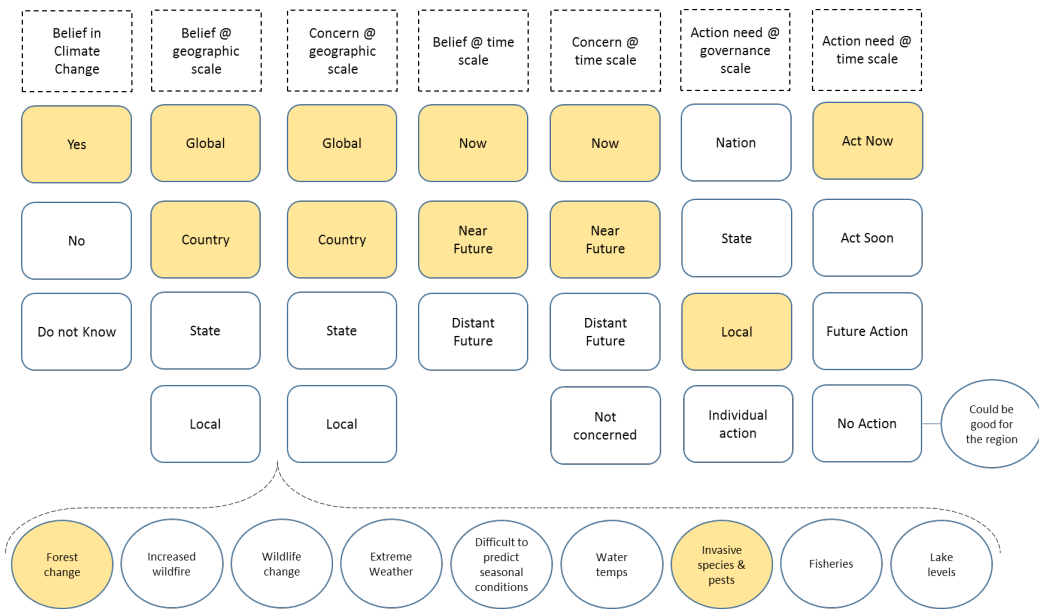 Belief in
Climate
Change
Belief @
geographic
scale
Concern @
geographic
scale
Belief @ time
scale
Concern @
time scale
Action need @
governance
scale
Action need @
time scale
Yes
Global
Global
Now
Now
Nation
Act Now
No
Country
Country
Near
Future
Near
Future
State
Act Soon
Do not Know
State
State
Distant
Future
Distant
Future
Local
Future Action
Local
Local
Not
concerned
Individual
action
No Action
Could be
good for
the region
Forest
change
Increased
wildfire
Wildlife
change
Extreme
Weather
Difficult to
predict
seasonal
conditions
Water
temps
Invasive
species &
pests
Fisheries
Lake
levels